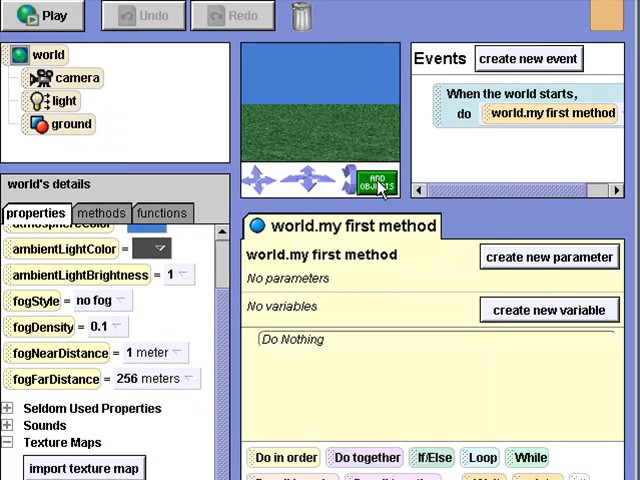 Play
Undo
Redo
world
camera
light
ground
Events
create new event
When the world starts,
do world.my first method
ADD OBJECTS
world's details
properties methods functions
ambientLightColor =
ambientLightBrightness = 1
fogStyle = no fog
fogDensity = 0.1
fogNearDistance = 1 meter
fogFarDistance = 256 meters
Seldom Used Properties
Sounds
Texture Maps
import texture map
world.my first method
world.my first method
create new parameter
No parameters
No variables
create new variable
Do Nothing
Do in order Do together If/Else Loop While